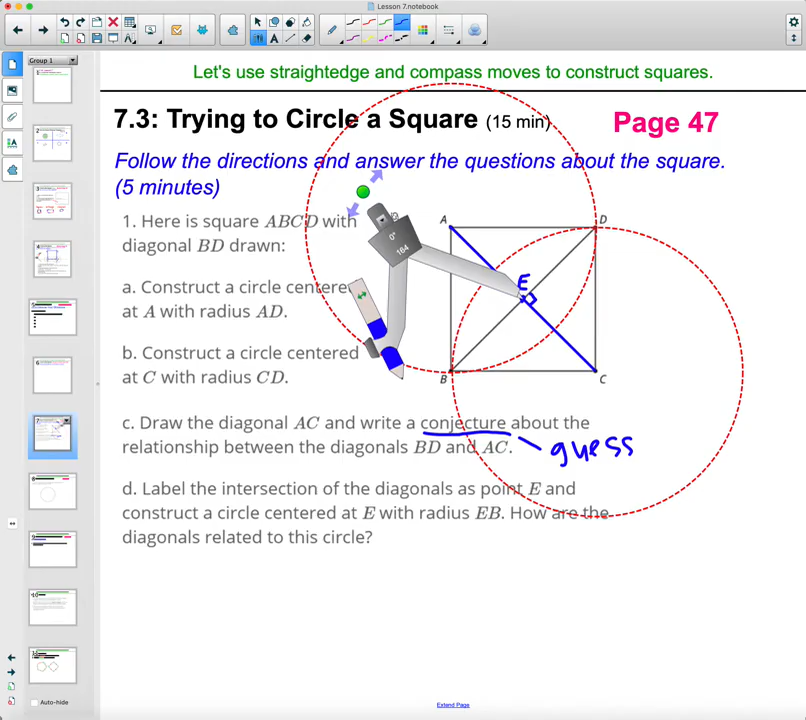 Lesson 7.notebook
Group 1
Let's use straightedge and compass moves to construct squares.
7.3: Trying to Circle a Square (15 min)
Page 47
Follow the directions and answer the questions about the square.
(5 minutes)
1. Here is square ABCD with
diagonal BD drawn:
a. Construct a circle centered
at A with radius AD.
b. Construct a circle centered
at C with radius CD.
A
D
E
B
C
0°
164
c. Draw the diagonal AC and write a conjecture about the
relationship between the diagonals BD and AC.
guess
d. Label the intersection of the diagonals as point E and
construct a circle centered at E with radius EB. How are the
diagonals related to this circle?
Auto-hide
Extend Page